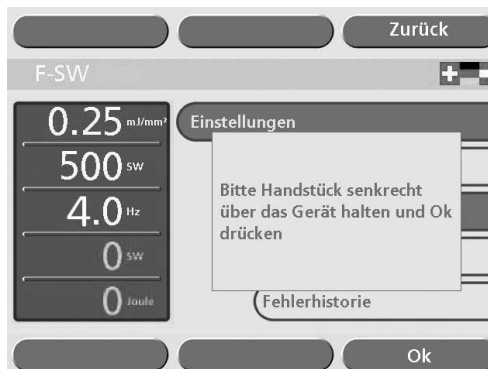 Zurück
F-SW
0.25 mJ/mm²
500 SW
4.0 Hz
0 SW
0 Joule
Einstellungen
Bitte Handstück senkrecht
über das Gerät halten und Ok
drücken
Fehlerhistorie
Ok